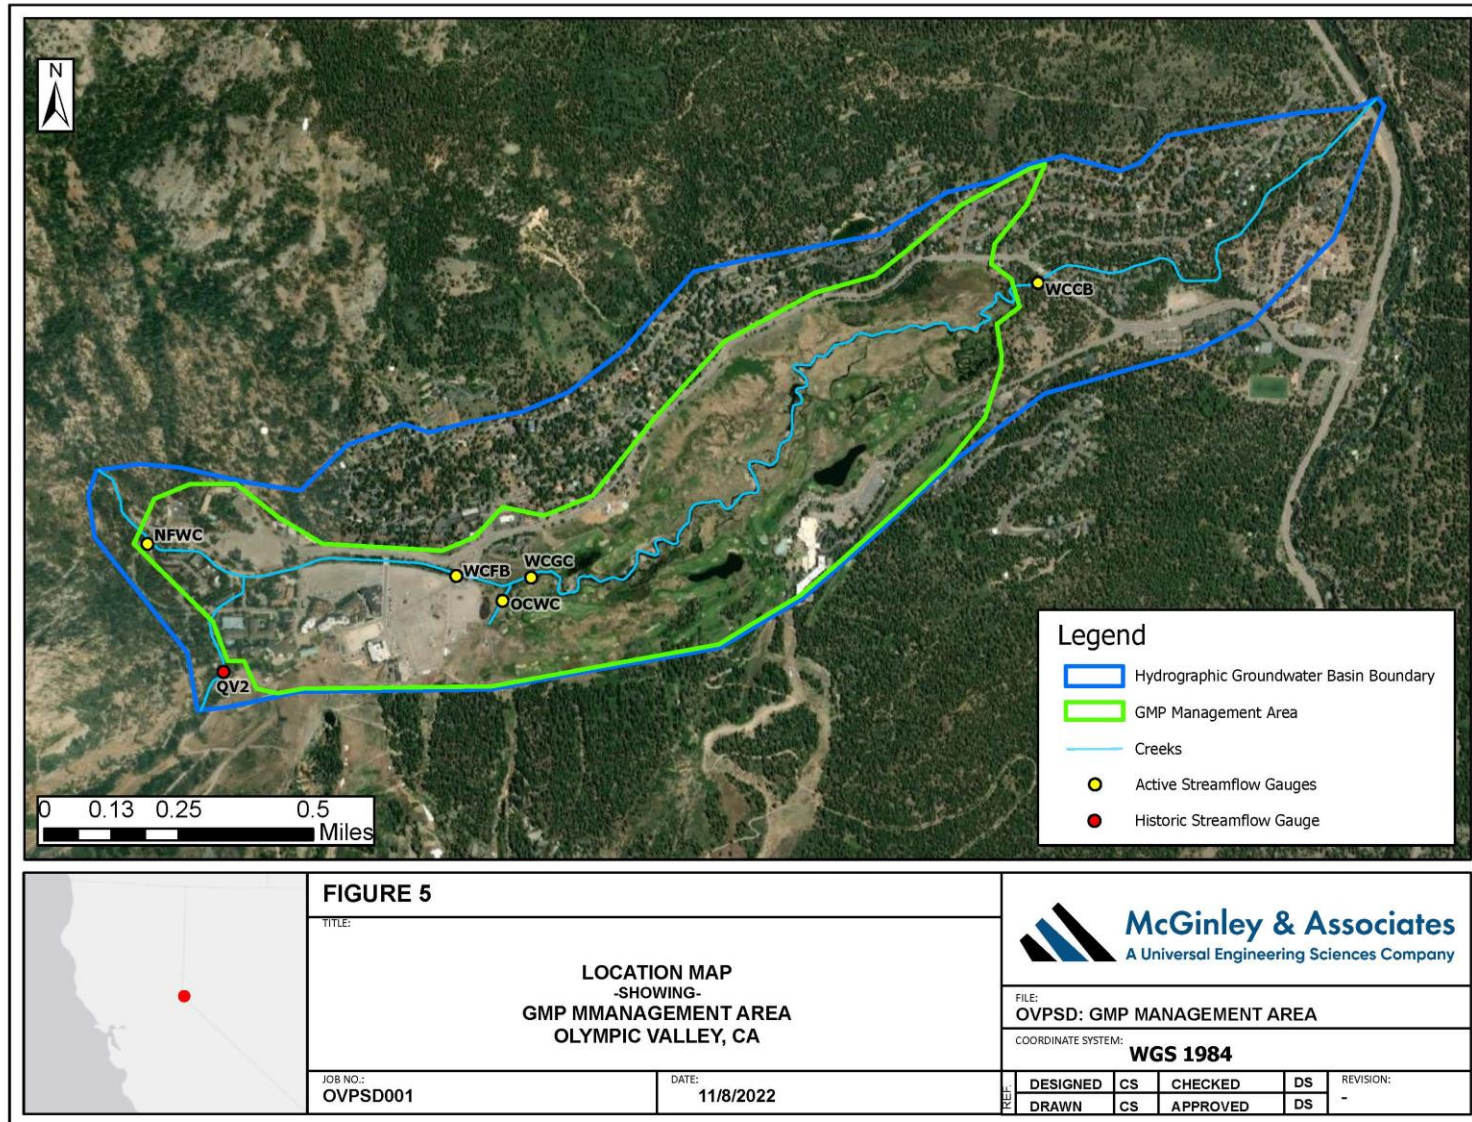 N
NFWC
WCFB
WCGC
OCWC
QV2
WCCB
0 0.13 0.25 0.5
Miles
Legend
Hydrographic Groundwater Basin Boundary
GMP Management Area
Creeks
Active Streamflow Gauges
Historic Streamflow Gauge
FIGURE 5
TITLE:
LOCATION MAP
-SHOWING-
GMP MMANAGEMENT AREA
OLYMPIC VALLEY, CA
JOB NO.:
OVPSD001
DATE:
11/8/2022
McGinley & Associates
A Universal Engineering Sciences Company
FILE:
OVPSD: GMP MANAGEMENT AREA
COORDINATE SYSTEM:
WGS 1984
REF.
DESIGNED CS CHECKED DS
DRAWN CS APPROVED DS
REVISION:
-